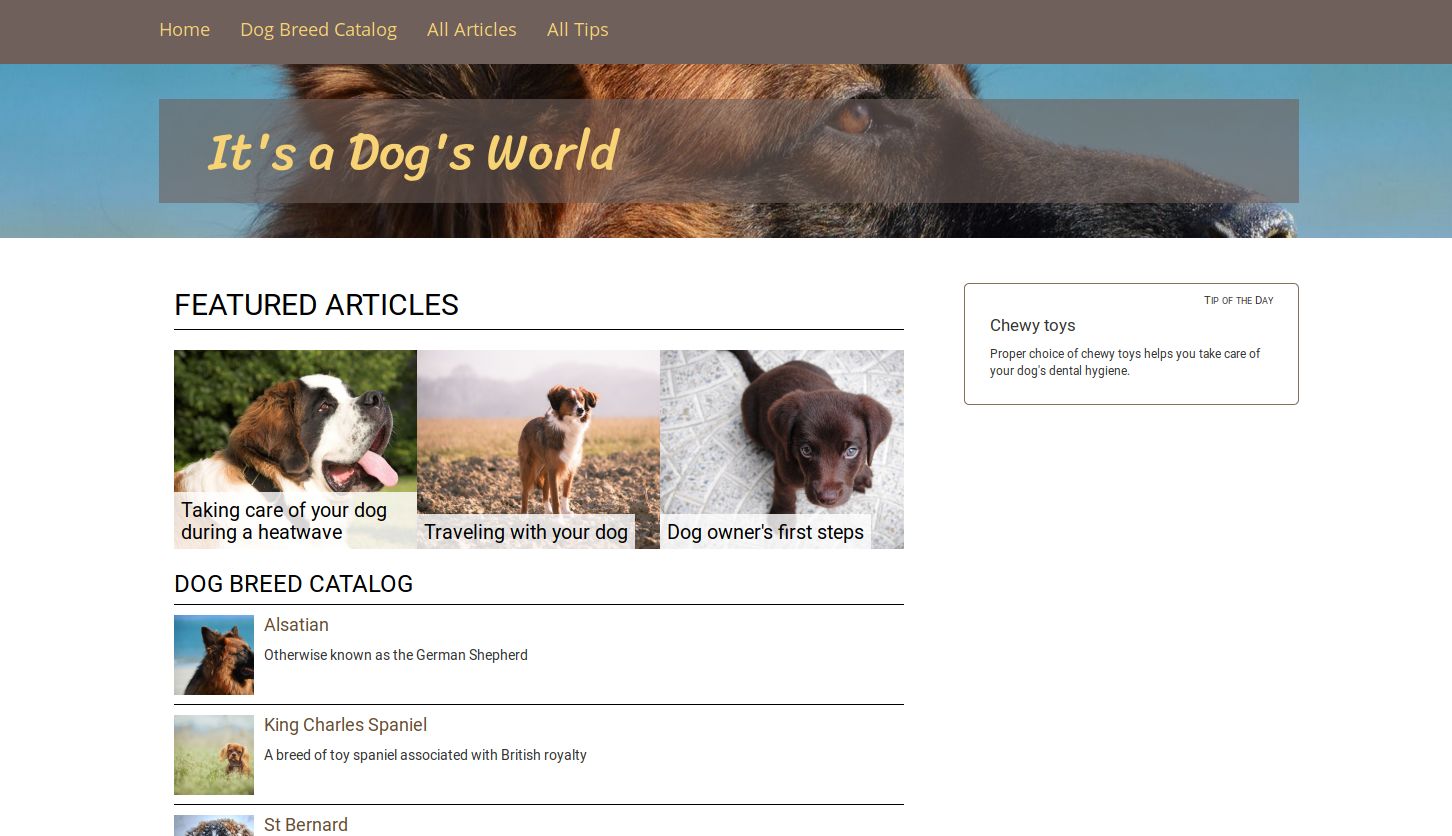 Home Dog Breed Catalog All Articles All Tips
It's a Dog's World
FEATURED ARTICLES
Taking care of your dog
during a heatwave
Traveling with your dog
Dog owner's first steps
Tip of the Day
Chewy toys
Proper choice of chewy toys helps you take care of
your dog's dental hygiene.
DOG BREED CATALOG
Alsatian
Otherwise known as the German Shepherd
King Charles Spaniel
A breed of toy spaniel associated with British royalty
St Bernard